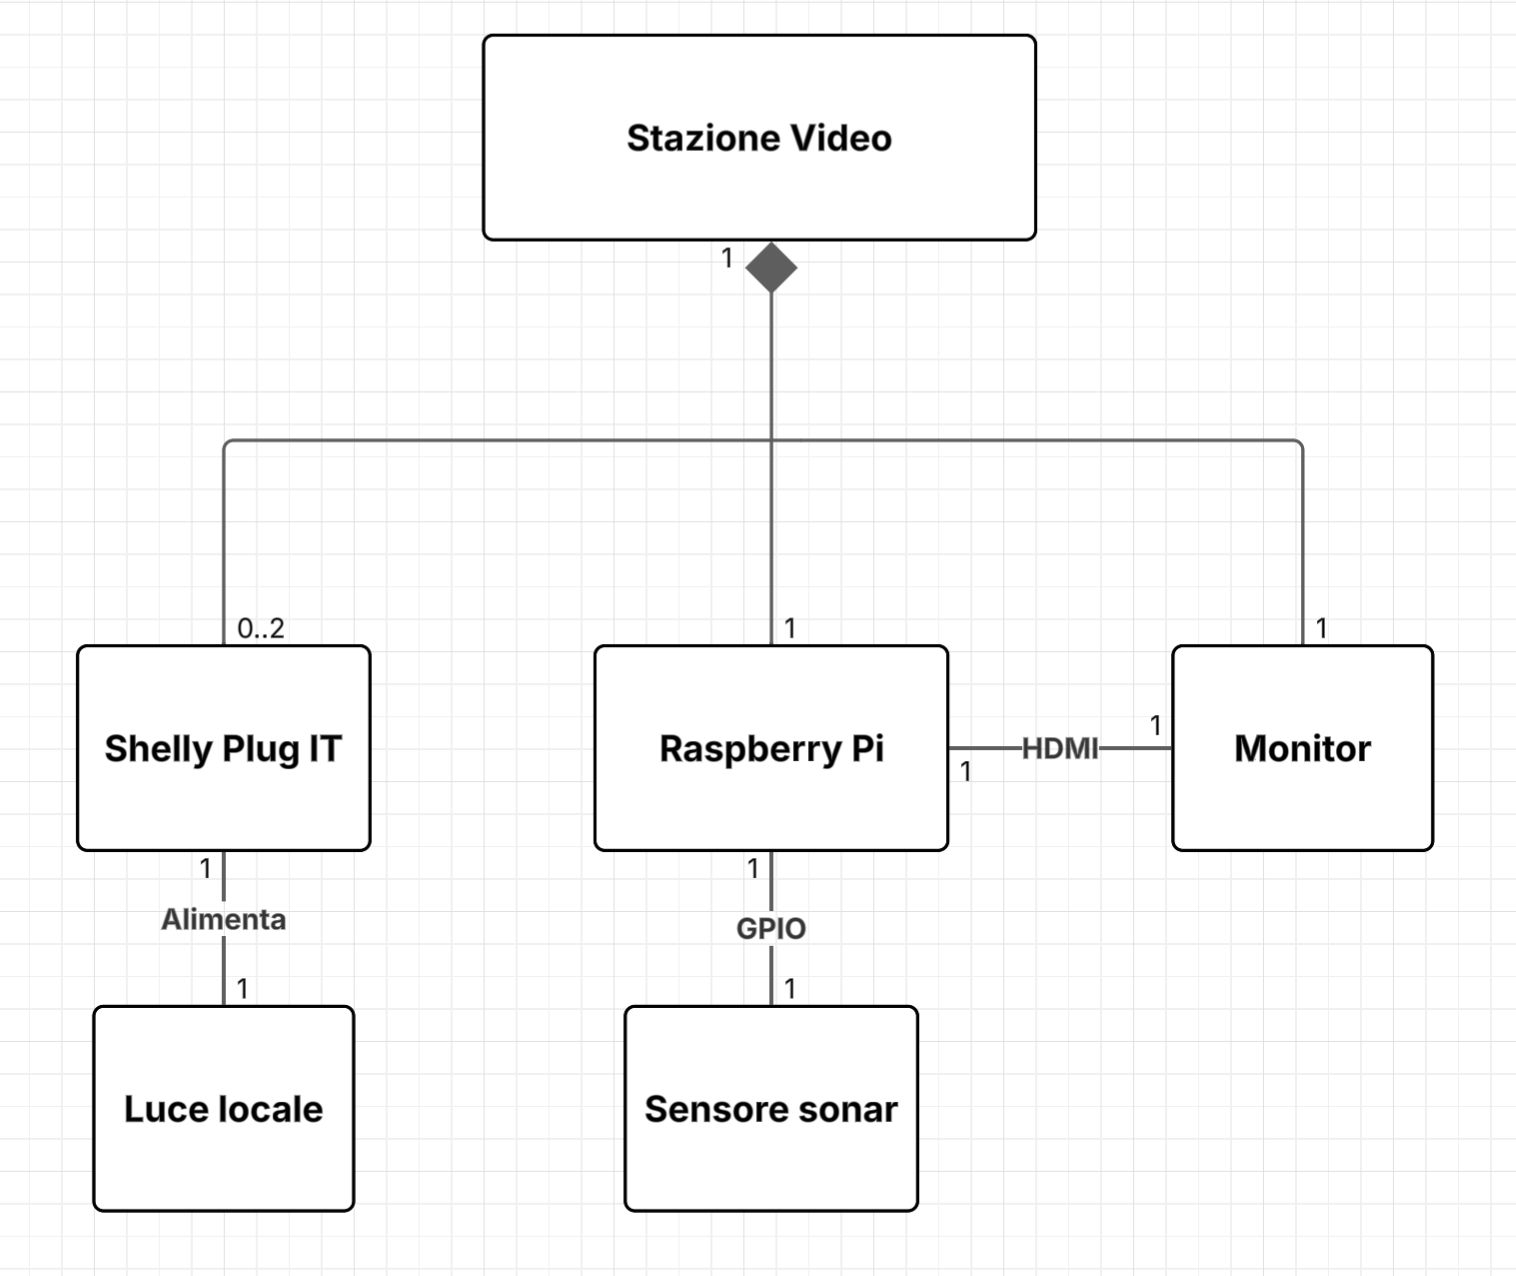 Stazione Video
1
0..2
1
1
Shelly Plug IT
Raspberry Pi
1
HDMI
1
Monitor
1
Alimenta
1
1
GPIO
1
Luce locale
Sensore sonar